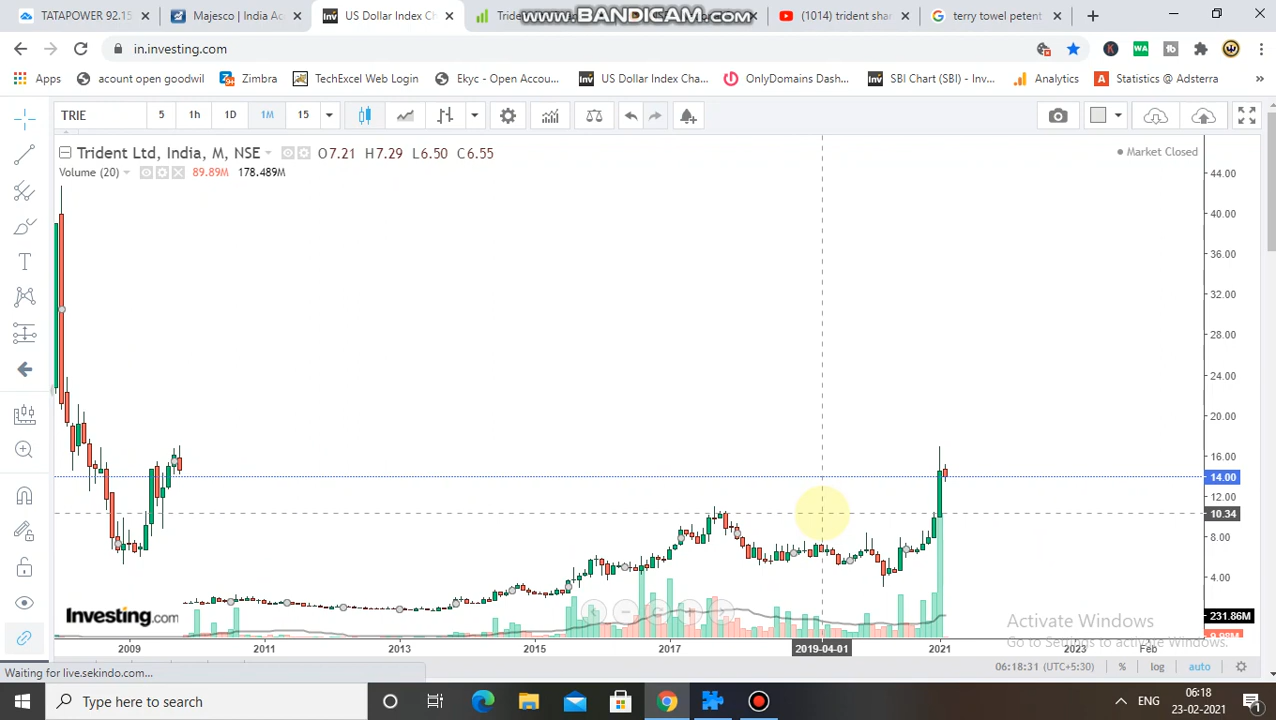 TATAPOWER 92.15
Majesco | India Ac
US Dollar Index Ch
Trid
www.BANDICAM.com
(1014) trident shar
terry towel petent
in.investing.com
Apps
acount open goodwil
Zimbra
TechExcel Web Login
Ekyc - Open Accou...
US Dollar Index Cha...
OnlyDomains Dash...
SBI Chart (SBI) - Inv...
Analytics
Statistics @ Adsterra
TRIE
5
1h
1D
1M
15
Trident Ltd, India, M, NSE
O7.21 H7.29 L6.50 C6.55
Market Closed
Volume (20)
89.89M 178.489M
44.00
40.00
36.00
32.00
28.00
24.00
20.00
16.00
14.00
12.00
10.34
8.00
4.00
231.86M
9.98M
Investing.com
Activate Windows
Go to Settings to activate Windows.
2009
2011
2013
2015
2017
2019-04-01
2021
2023
Feb
Waiting for live.sekindo.com...
06:18:31 (UTC+5:30)
%
log
auto
Type here to search
ENG
06:18
23-02-2021